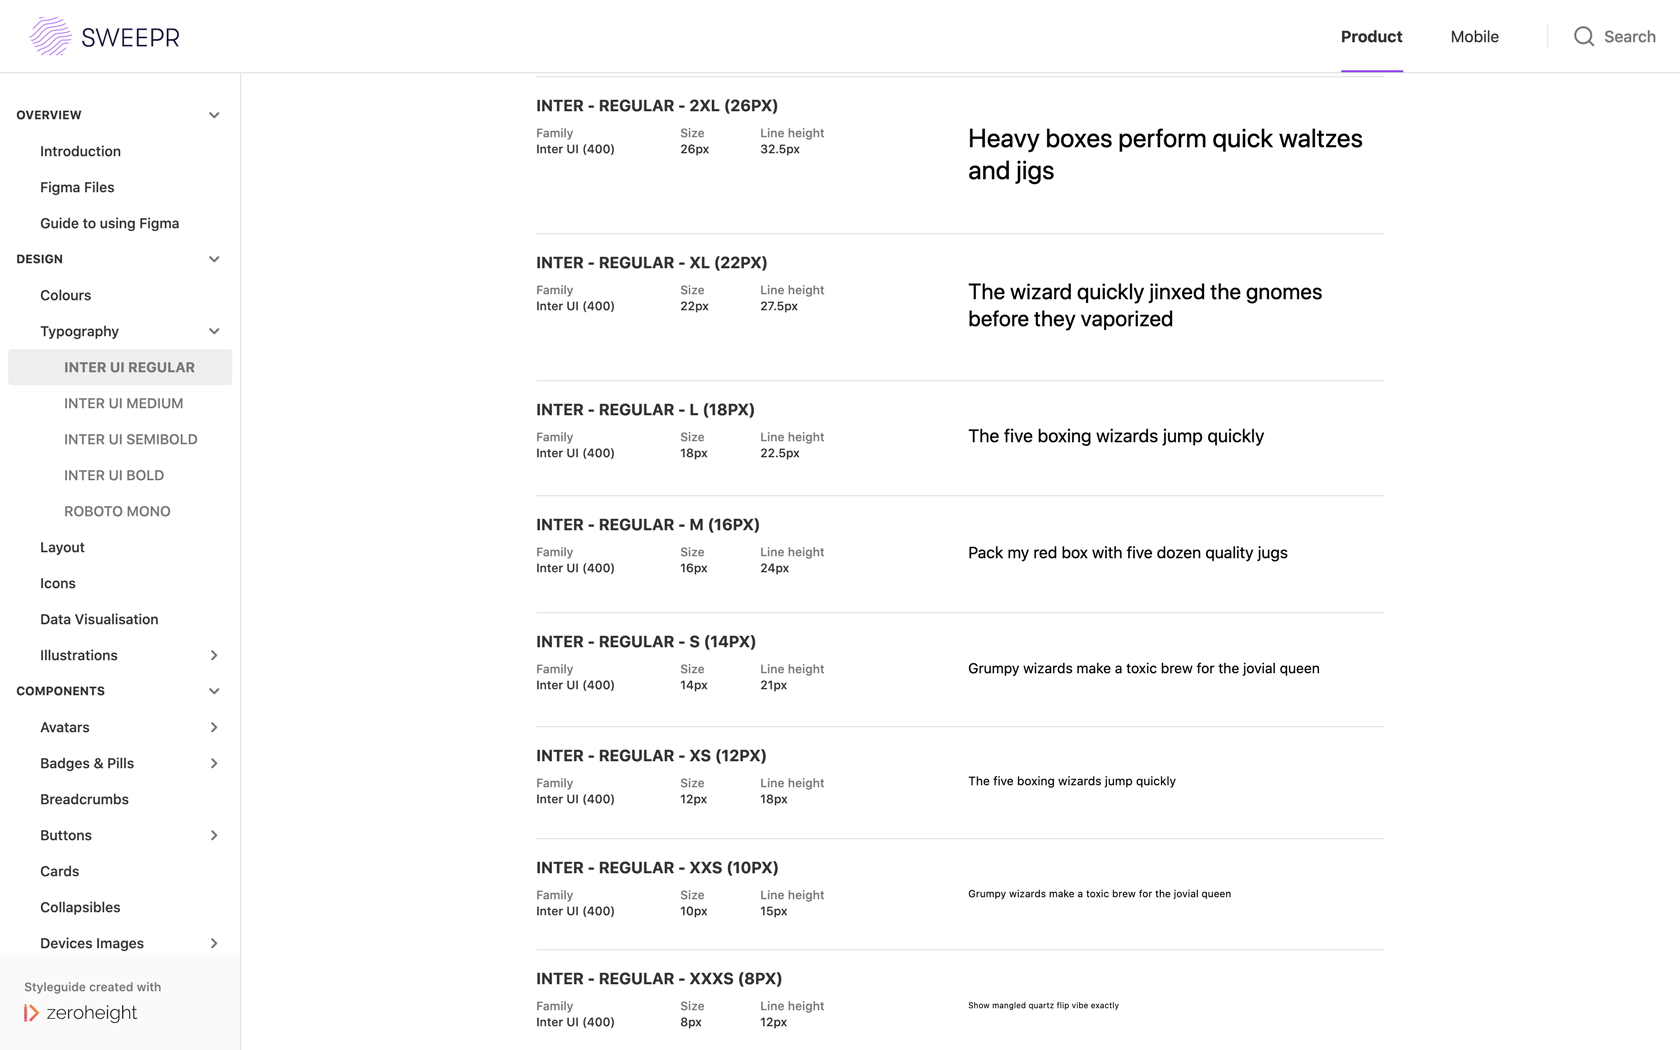 SWEEPR
Product
Mobile
Search
OVERVIEW
Introduction
Figma Files
Guide to using Figma
DESIGN
Colours
Typography
INTER UI REGULAR
INTER UI MEDIUM
INTER UI SEMIBOLD
INTER UI BOLD
ROBOTO MONO
Layout
Icons
Data Visualisation
Illustrations
COMPONENTS
Avatars
Badges & Pills
Breadcrumbs
Buttons
Cards
Collapsibles
Devices Images
Styleguide created with
zeroheight
INTER - REGULAR - 2XL (26PX)
Family Size Line height
Inter UI (400) 26px 32.5px
Heavy boxes perform quick waltzes
and jigs
INTER - REGULAR - XL (22PX)
Family Size Line height
Inter UI (400) 22px 27.5px
The wizard quickly jinxed the gnomes
before they vaporized
INTER - REGULAR - L (18PX)
Family Size Line height
Inter UI (400) 18px 22.5px
The five boxing wizards jump quickly
INTER - REGULAR - M (16PX)
Family Size Line height
Inter UI (400) 16px 24px
Pack my red box with five dozen quality jugs
INTER - REGULAR - S (14PX)
Family Size Line height
Inter UI (400) 14px 21px
Grumpy wizards make a toxic brew for the jovial queen
INTER - REGULAR - XS (12PX)
Family Size Line height
Inter UI (400) 12px 18px
The five boxing wizards jump quickly
INTER - REGULAR - XXS (10PX)
Family Size Line height
Inter UI (400) 10px 15px
Grumpy wizards make a toxic brew for the jovial queen
INTER - REGULAR - XXXS (8PX)
Family Size Line height
Inter UI (400) 8px 12px
Show mangled quartz flip vibe exactly